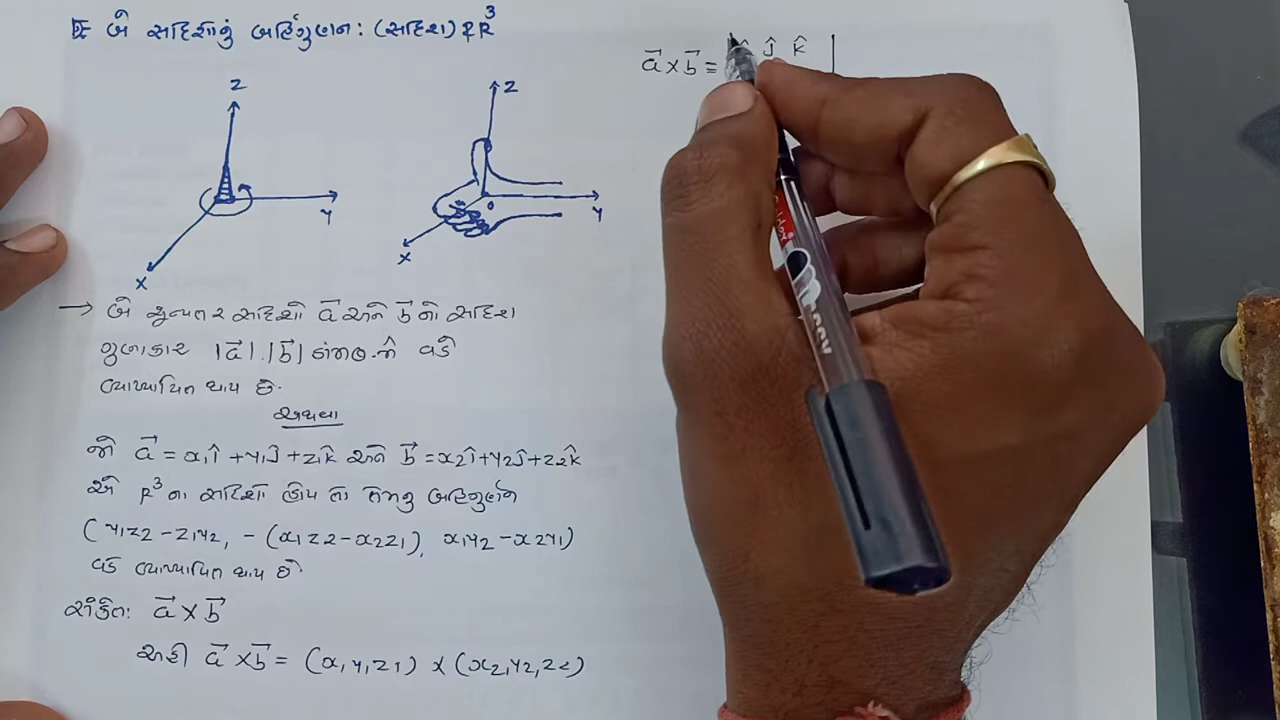 બે સદિશોનું બહિર્ગુણન: (સદિશ) R³
Z
Y
X
Z
Y
X
O
→ બે શૂન્યેતર સદિશો a⃗ અને b⃗ નો સદિશ
ગુણાકાર |a⃗|.|b⃗| વડે
વ્યાખ્યાયિત થાય છે.
અથવા
જો a⃗ = x₁î + y₁ĵ + z₁k̂ અને b⃗ = x₂î + y₂ĵ + z₂k̂
એ R³ ના સદિશો હોય તો તેમનું બહિર્ગુણન
(y₁z₂ - z₁y₂, - (x₁z₂ - x₂z₁), x₁y₂ - x₂y₁)
વડે વ્યાખ્યાયિત થાય છે.
સંકેત: a⃗ × b⃗
અહી a⃗ × b⃗ = (x₁, y₁, z₁) × (x₂, y₂, z₂)
a⃗ × b⃗ = ĵ k̂ |